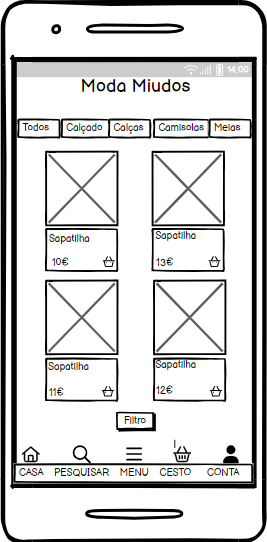 14:00
Moda Miudos
Todos Calçado Calças Camisolas Meias
Sapatilha Sapatilha
10€ 13€
Sapatilha Sapatilha
11€ 12€
Filtro
CASA PESQUISAR MENU CESTO CONTA